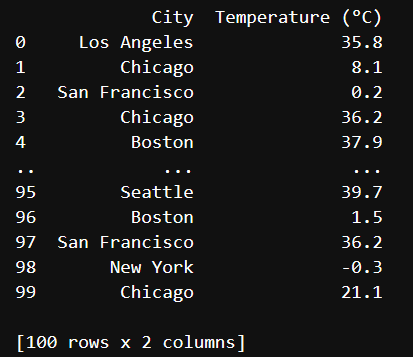 City  Temperature (°C)
0    Los Angeles              35.8
1        Chicago               8.1
2  San Francisco               0.2
3        Chicago              36.2
4         Boston              37.9
..           ...               ...
95       Seattle              39.7
96        Boston               1.5
97 San Francisco              36.2
98      New York              -0.3
99       Chicago              21.1
[100 rows x 2 columns]